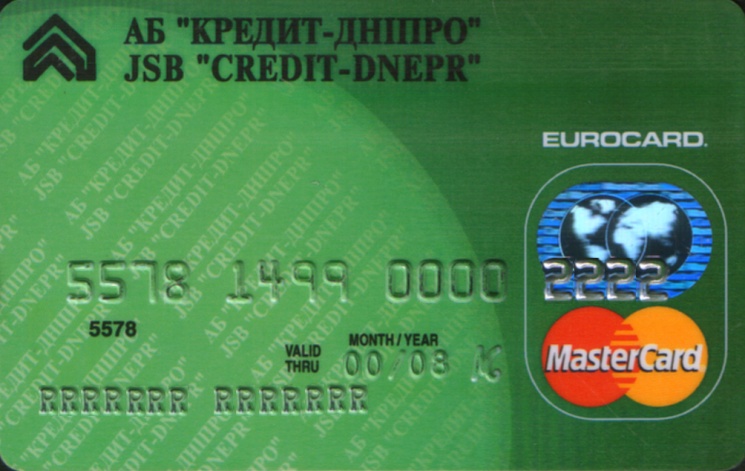 АБ "КРЕДИТ-ДНІПРО"
JSB "CREDIT-DNEPR"
EUROCARD.
5578 1499 0000 2222
5578
MONTH/YEAR
VALID THRU 00/08
RRRRRRR RRRRRRR
MasterCard